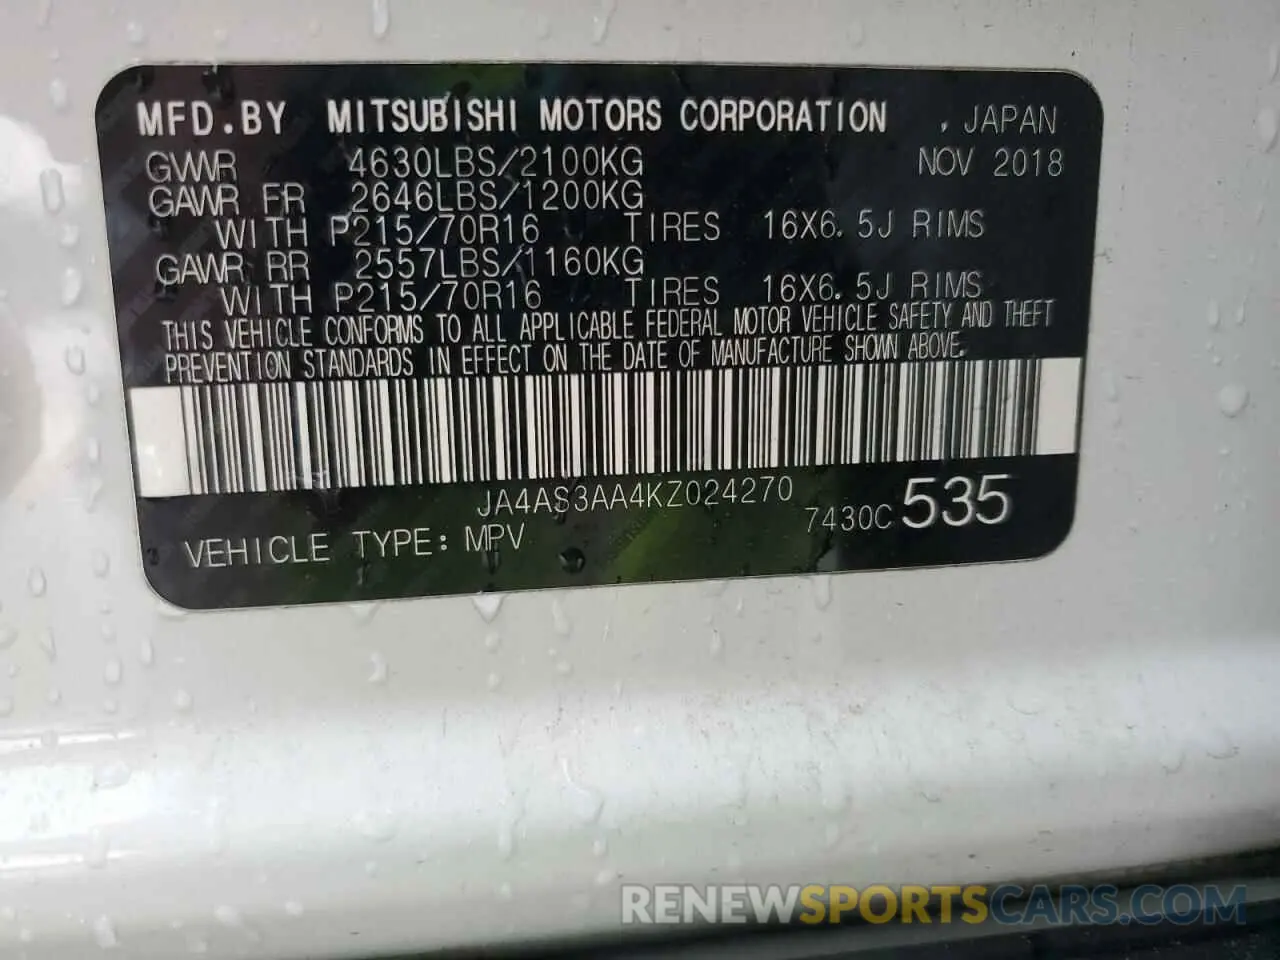 MFD.BY MITSUBISHI MOTORS CORPORATION , JAPAN
GVWR 4630LBS/2100KG NOV 2018
GAWR FR 2646LBS/1200KG
WITH P215/70R16 TIRES 16X6.5J RIMS
GAWR RR 2557LBS/1160KG
WITH P215/70R16 TIRES 16X6.5J RIMS
THIS VEHICLE CONFORMS TO ALL APPLICABLE FEDERAL MOTOR VEHICLE SAFETY AND THEFT
PREVENTION STANDARDS IN EFFECT ON THE DATE OF MANUFACTURE SHOWN ABOVE.
JA4AS3AA4KZ024270
VEHICLE TYPE: MPV 7430C 535
RENEWSPORTSCARS.COM